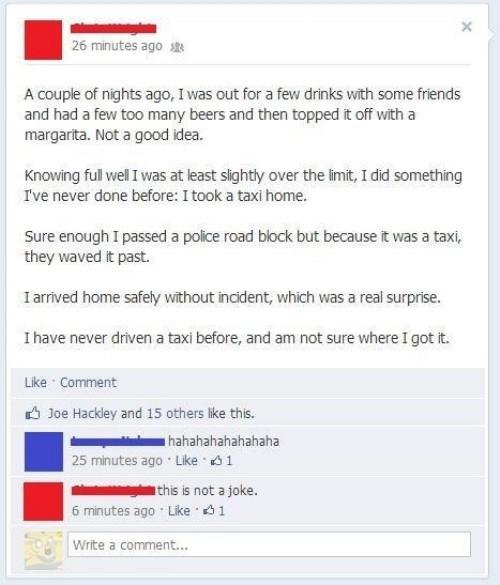 26 minutes ago
A couple of nights ago, I was out for a few drinks with some friends
and had a few too many beers and then topped it off with a
margarita. Not a good idea.
Knowing full well I was at least slightly over the limit, I did something
I've never done before: I took a taxi home.
Sure enough I passed a police road block but because it was a taxi,
they waved it past.
I arrived home safely without incident, which was a real surprise.
I have never driven a taxi before, and am not sure where I got it.
Like · Comment
Joe Hackley and 15 others like this.
hahahahahahaha
25 minutes ago · Like · 1
this is not a joke.
6 minutes ago · Like · 1
Write a comment...